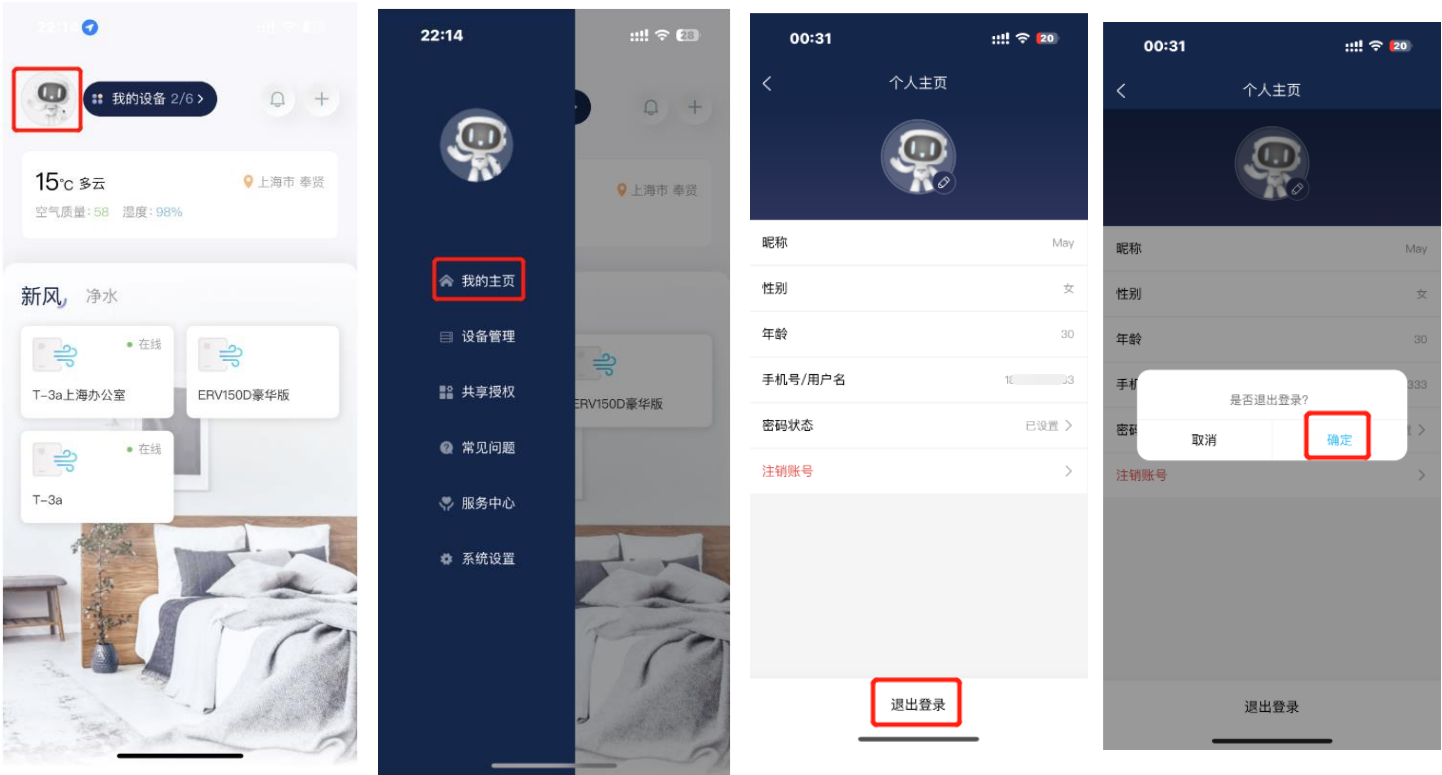 我的设备 2/6 >
15°C 多云
上海市 奉贤
空气质量: 58 湿度: 98%
新风 净水
在线
T-3a上海办公室
ERV150D豪华版
在线
T-3a
22:14
28
上海市 奉贤
我的主页
设备管理
共享授权
ERV150D豪华版
常见问题
服务中心
系统设置
00:31
20
个人主页
昵称 May
性别 女
年龄 30
手机号/用户名
密码状态 已设置
注销账号
退出登录
00:31
20
个人主页
昵称 May
性别 女
年龄 30
手机 333
是否退出登录?
密码
取消 确定
注销账号
退出登录